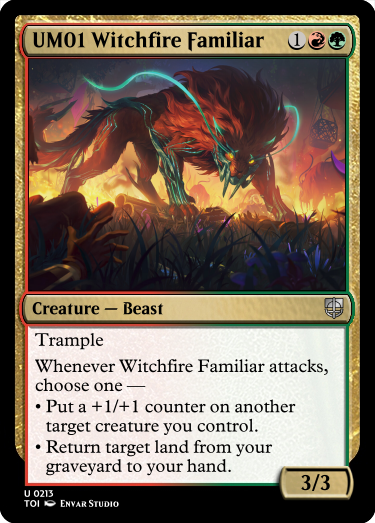 UM01 Witchfire Familiar 1
Creature — Beast
Trample
Whenever Witchfire Familiar attacks,
choose one —
• Put a +1/+1 counter on another
target creature you control.
• Return target land from your
graveyard to your hand.
3/3
U 0213
TOI Envar Studio